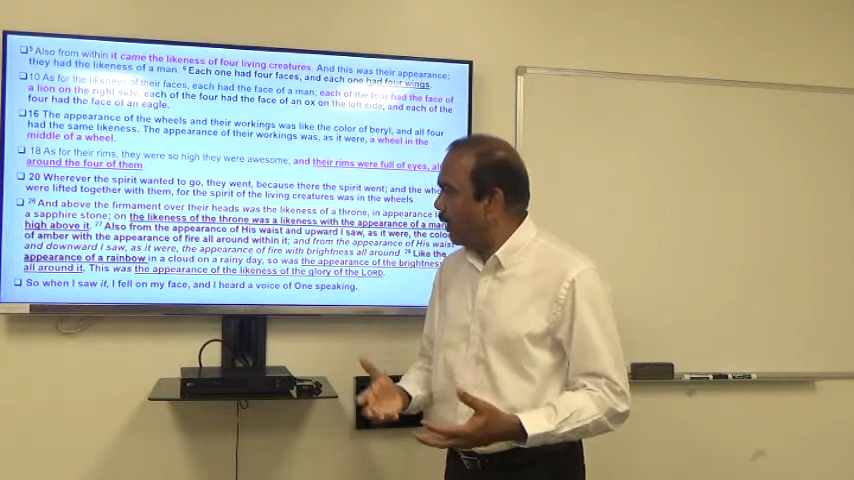 ❑ 5 Also from within it came the likeness of four living creatures. And this was their appearance:
they had the likeness of a man. 6 Each one had four faces, and each one had four wings.
❑ 10 As for the likeness of their faces, each had the face of a man; each of the four had the face of
a lion on the right side, each of the four had the face of an ox on the left side, and each of the
four had the face of an eagle.
❑ 16 The appearance of the wheels and their workings was like the color of beryl, and all four
had the same likeness. The appearance of their workings was, as it were, a wheel in the
middle of a wheel.
❑ 18 As for their rims, they were so high they were awesome; and their rims were full of eyes, all
around the four of them.
❑ 20 Wherever the spirit wanted to go, they went, because there the spirit went; and the
were lifted together with them, for the spirit of the living creatures was in the wheels.
❑ 26 And above the firmament over their heads was the likeness of a throne, in appearance
a sapphire stone; on the likeness of the throne was a likeness with the appearance of a man
high above it. 27 Also from the appearance of His waist and upward I saw, as it were, the
of amber with the appearance of fire all around within it; and from the appearance of His waist
and downward I saw, as it were, the appearance of fire with brightness all around. 28 Like the
appearance of a rainbow in a cloud on a rainy day, so was the appearance of the brightness
all around it. This was the appearance of the likeness of the glory of the LORD.
❑ So when I saw it, I fell on my face, and I heard a voice of One speaking.